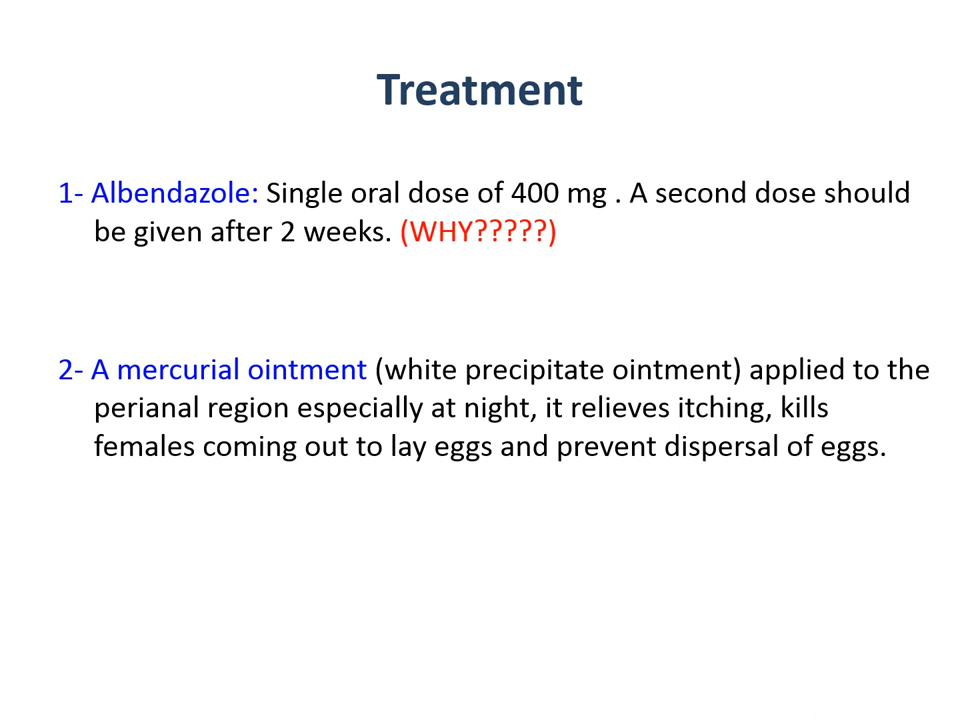 Treatment
1- Albendazole: Single oral dose of 400 mg . A second dose should
be given after 2 weeks. (WHY?????)
2- A mercurial ointment (white precipitate ointment) applied to the
perianal region especially at night, it relieves itching, kills
females coming out to lay eggs and prevent dispersal of eggs.